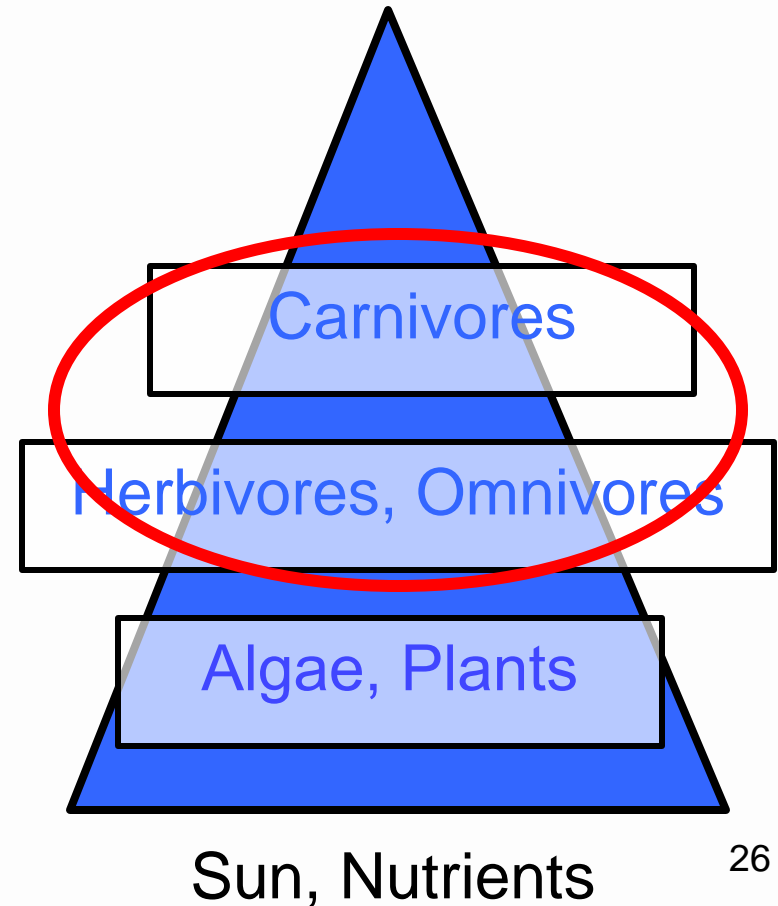 Carnivores
Herbivores, Omnivores
Algae, Plants
Sun, Nutrients
26